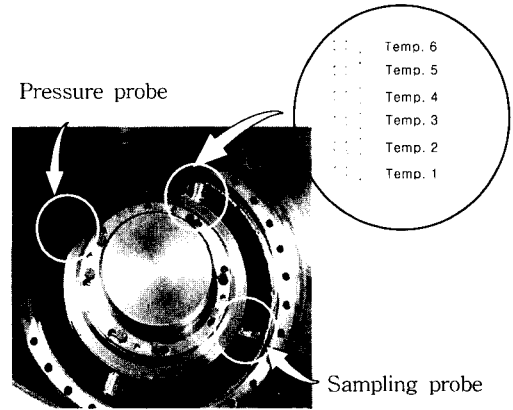 Temp. 6
Temp. 5
Pressure probe
Temp. 4
Temp. 3
Temp. 2
Temp. 1
Sampling probe